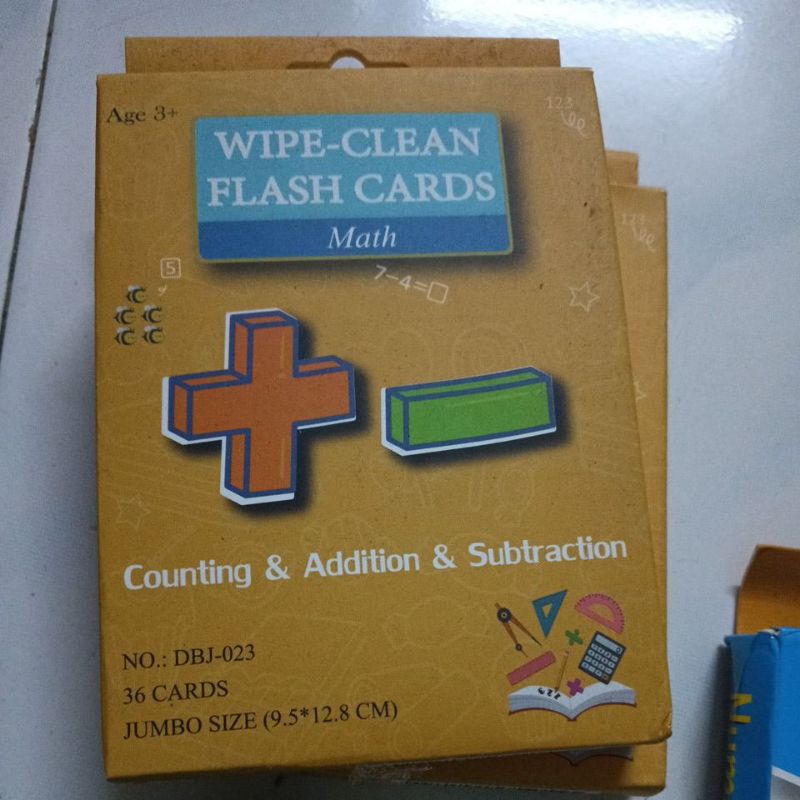 Age 3+
WIPE-CLEAN
FLASH CARDS
Math
123
5
7-4=
Counting & Addition & Subtraction
NO.: DBJ-023
36 CARDS
JUMBO SIZE (9.5*12.8 CM)
123